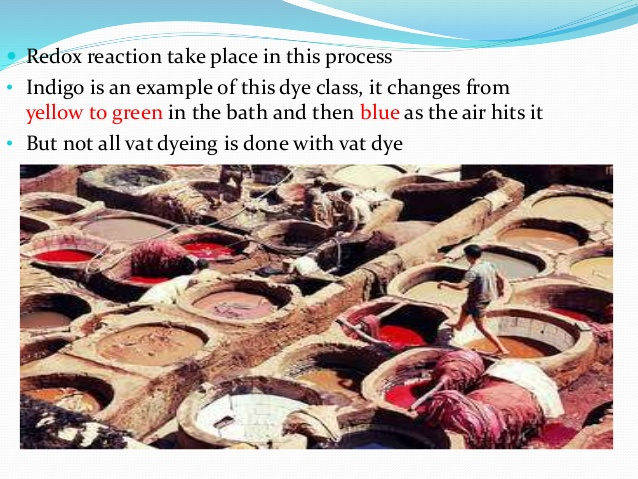 Redox reaction take place in this process
Indigo is an example of this dye class, it changes from
yellow to green in the bath and then blue as the air hits it
But not all vat dyeing is done with vat dye